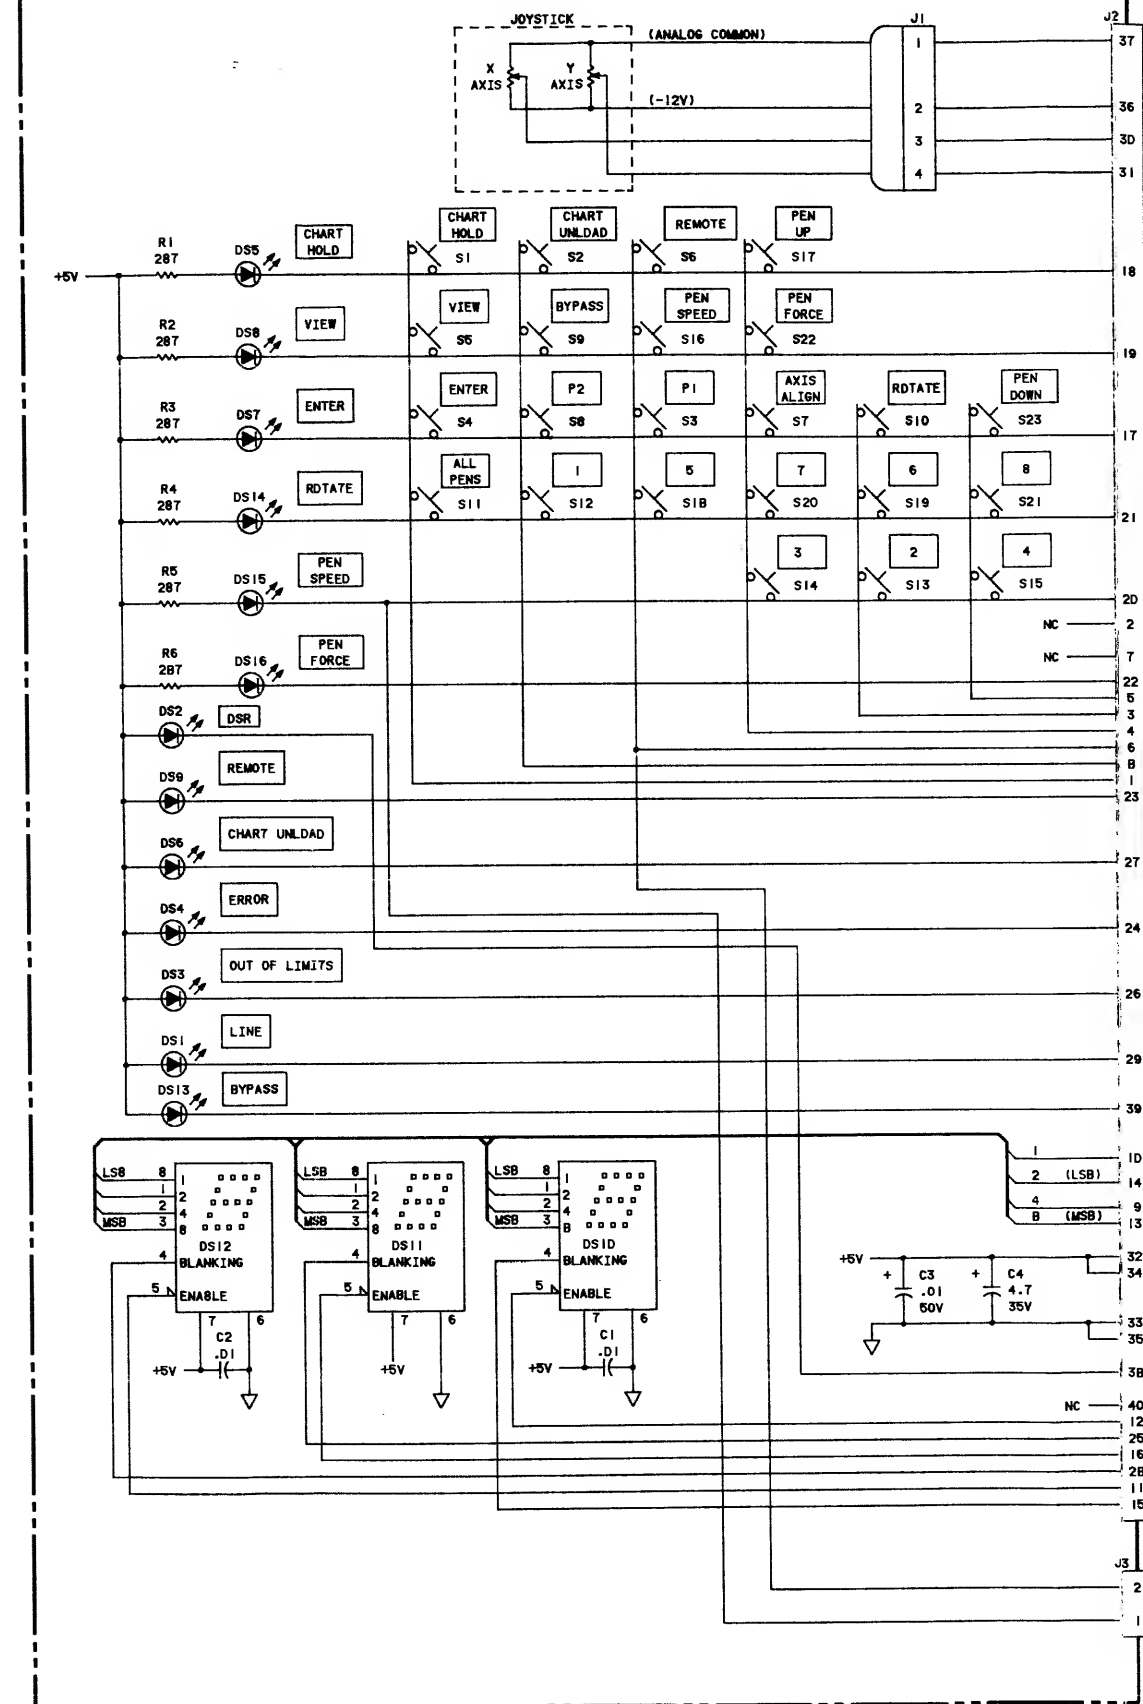 JOYSTICK
J1
J2
(ANALOG COMMON)
1
37
X
AXIS
Y
AXIS
(-12V)
2
36
3
30
4
31
R1
287
DS5
CHART
HOLD
CHART
HOLD
S1
CHART
UNLOAD
S2
REMOTE
S6
PEN
UP
S17
+5V
18
R2
287
DS8
VIEW
VIEW
S5
BYPASS
S9
PEN
SPEED
S16
PEN
FORCE
S22
19
R3
287
DS7
ENTER
ENTER
S4
P2
S8
P1
S3
AXIS
ALIGN
S7
ROTATE
S10
PEN
DOWN
S23
17
R4
287
DS14
ROTATE
ALL
PENS
S11
1
S12
5
S18
7
S20
6
S19
8
S21
21
R5
287
DS15
PEN
SPEED
3
S14
2
S13
4
S15
20
NC 2
NC 7
R6
287
DS16
PEN
FORCE
22
5
3
4
6
8
1
23
DS2
DSR
DS9
REMOTE
DS6
CHART UNLOAD
27
DS4
ERROR
24
DS3
OUT OF LIMITS
26
DS1
LINE
29
DS13
BYPASS
39
LSB 8 1
1 2
2 4
MSB 3 8
DS12
4 BLANKING
5 ENABLE
7 6
C2
.01
+5V
LSB 8 1
1 2
2 4
MSB 3 8
DS11
4 BLANKING
5 ENABLE
7 6
+5V
LSB 8 1
1 2
2 4
MSB 3 8
DS10
4 BLANKING
5 ENABLE
7 6
C1
.01
+5V
1 10
2 (LSB) 14
4 9
8 (MSB) 13
+5V 32
34
+ C3
.01
50V
+ C4
4.7
35V
33
35
38
NC 40
12
25
16
28
11
15
J3
2
1